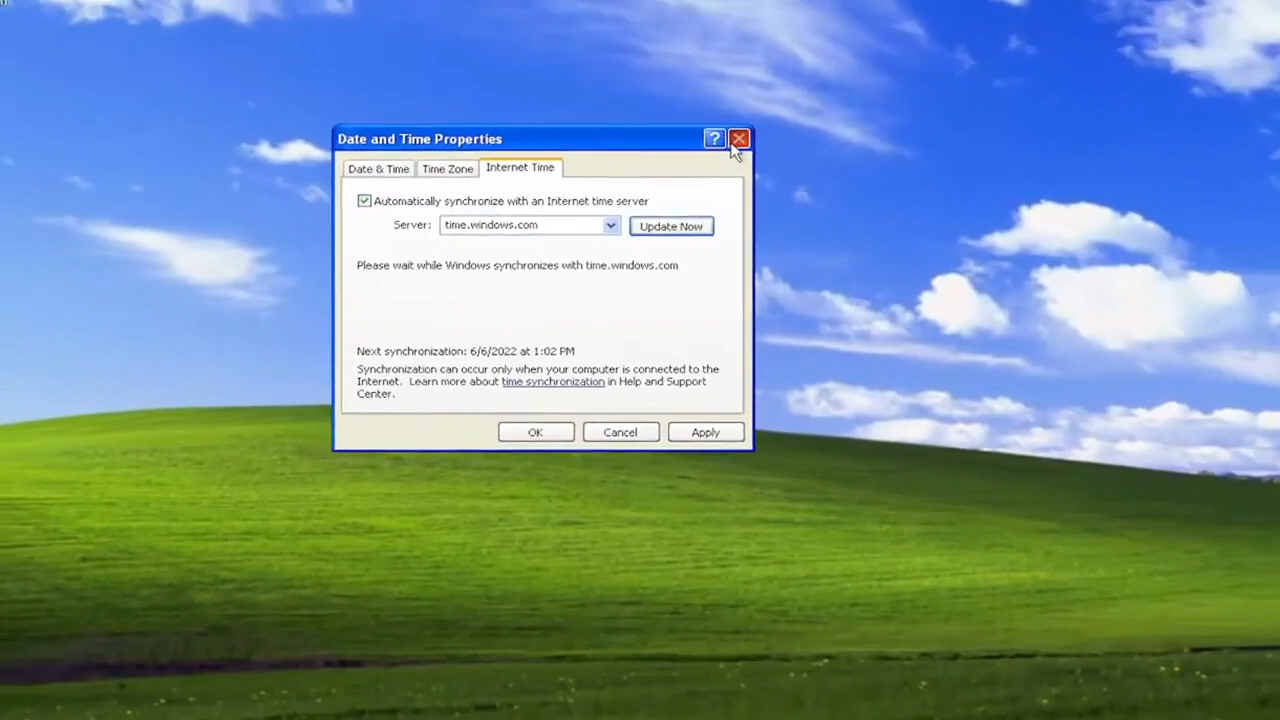 Date and Time Properties
Date & Time Time Zone Internet Time
Automatically synchronize with an Internet time server
Server: time.windows.com Update Now
Please wait while Windows synchronizes with time.windows.com
Next synchronization: 6/6/2022 at 1:02 PM
Synchronization can occur only when your computer is connected to the
Internet. Learn more about time synchronization in Help and Support
Center.
OK Cancel Apply